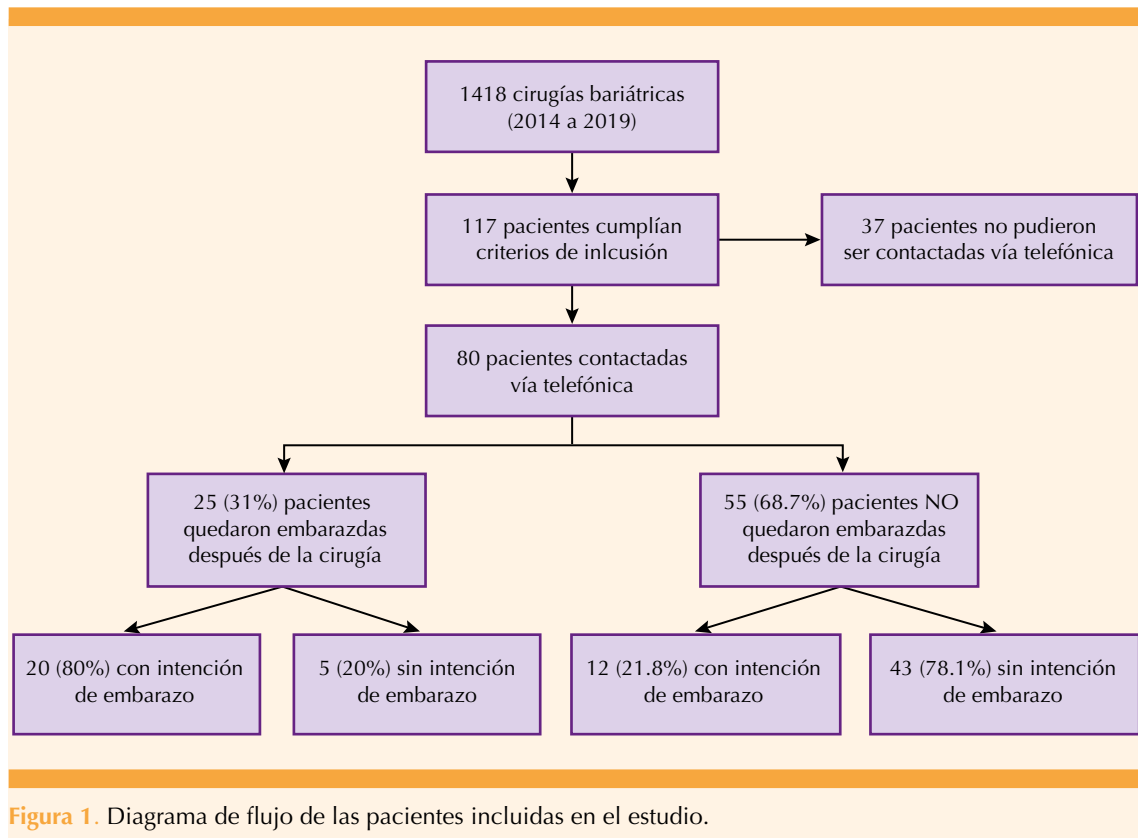 1418 cirugías bariátricas
(2014 a 2019)
117 pacientes cumplían
criterios de inlcusión
37 pacientes no pudieron
ser contactadas vía telefónica
80 pacientes contactadas
vía telefónica
25 (31%) pacientes
quedaron embarazdas
después de la cirugía
55 (68.7%) pacientes NO
quedaron embarazdas
después de la cirugía
20 (80%) con intención
de embarazo
5 (20%) sin intención
de embarazo
12 (21.8%) con intención
de embarazo
43 (78.1%) sin intención
de embarazo
Figura 1. Diagrama de flujo de las pacientes incluidas en el estudio.